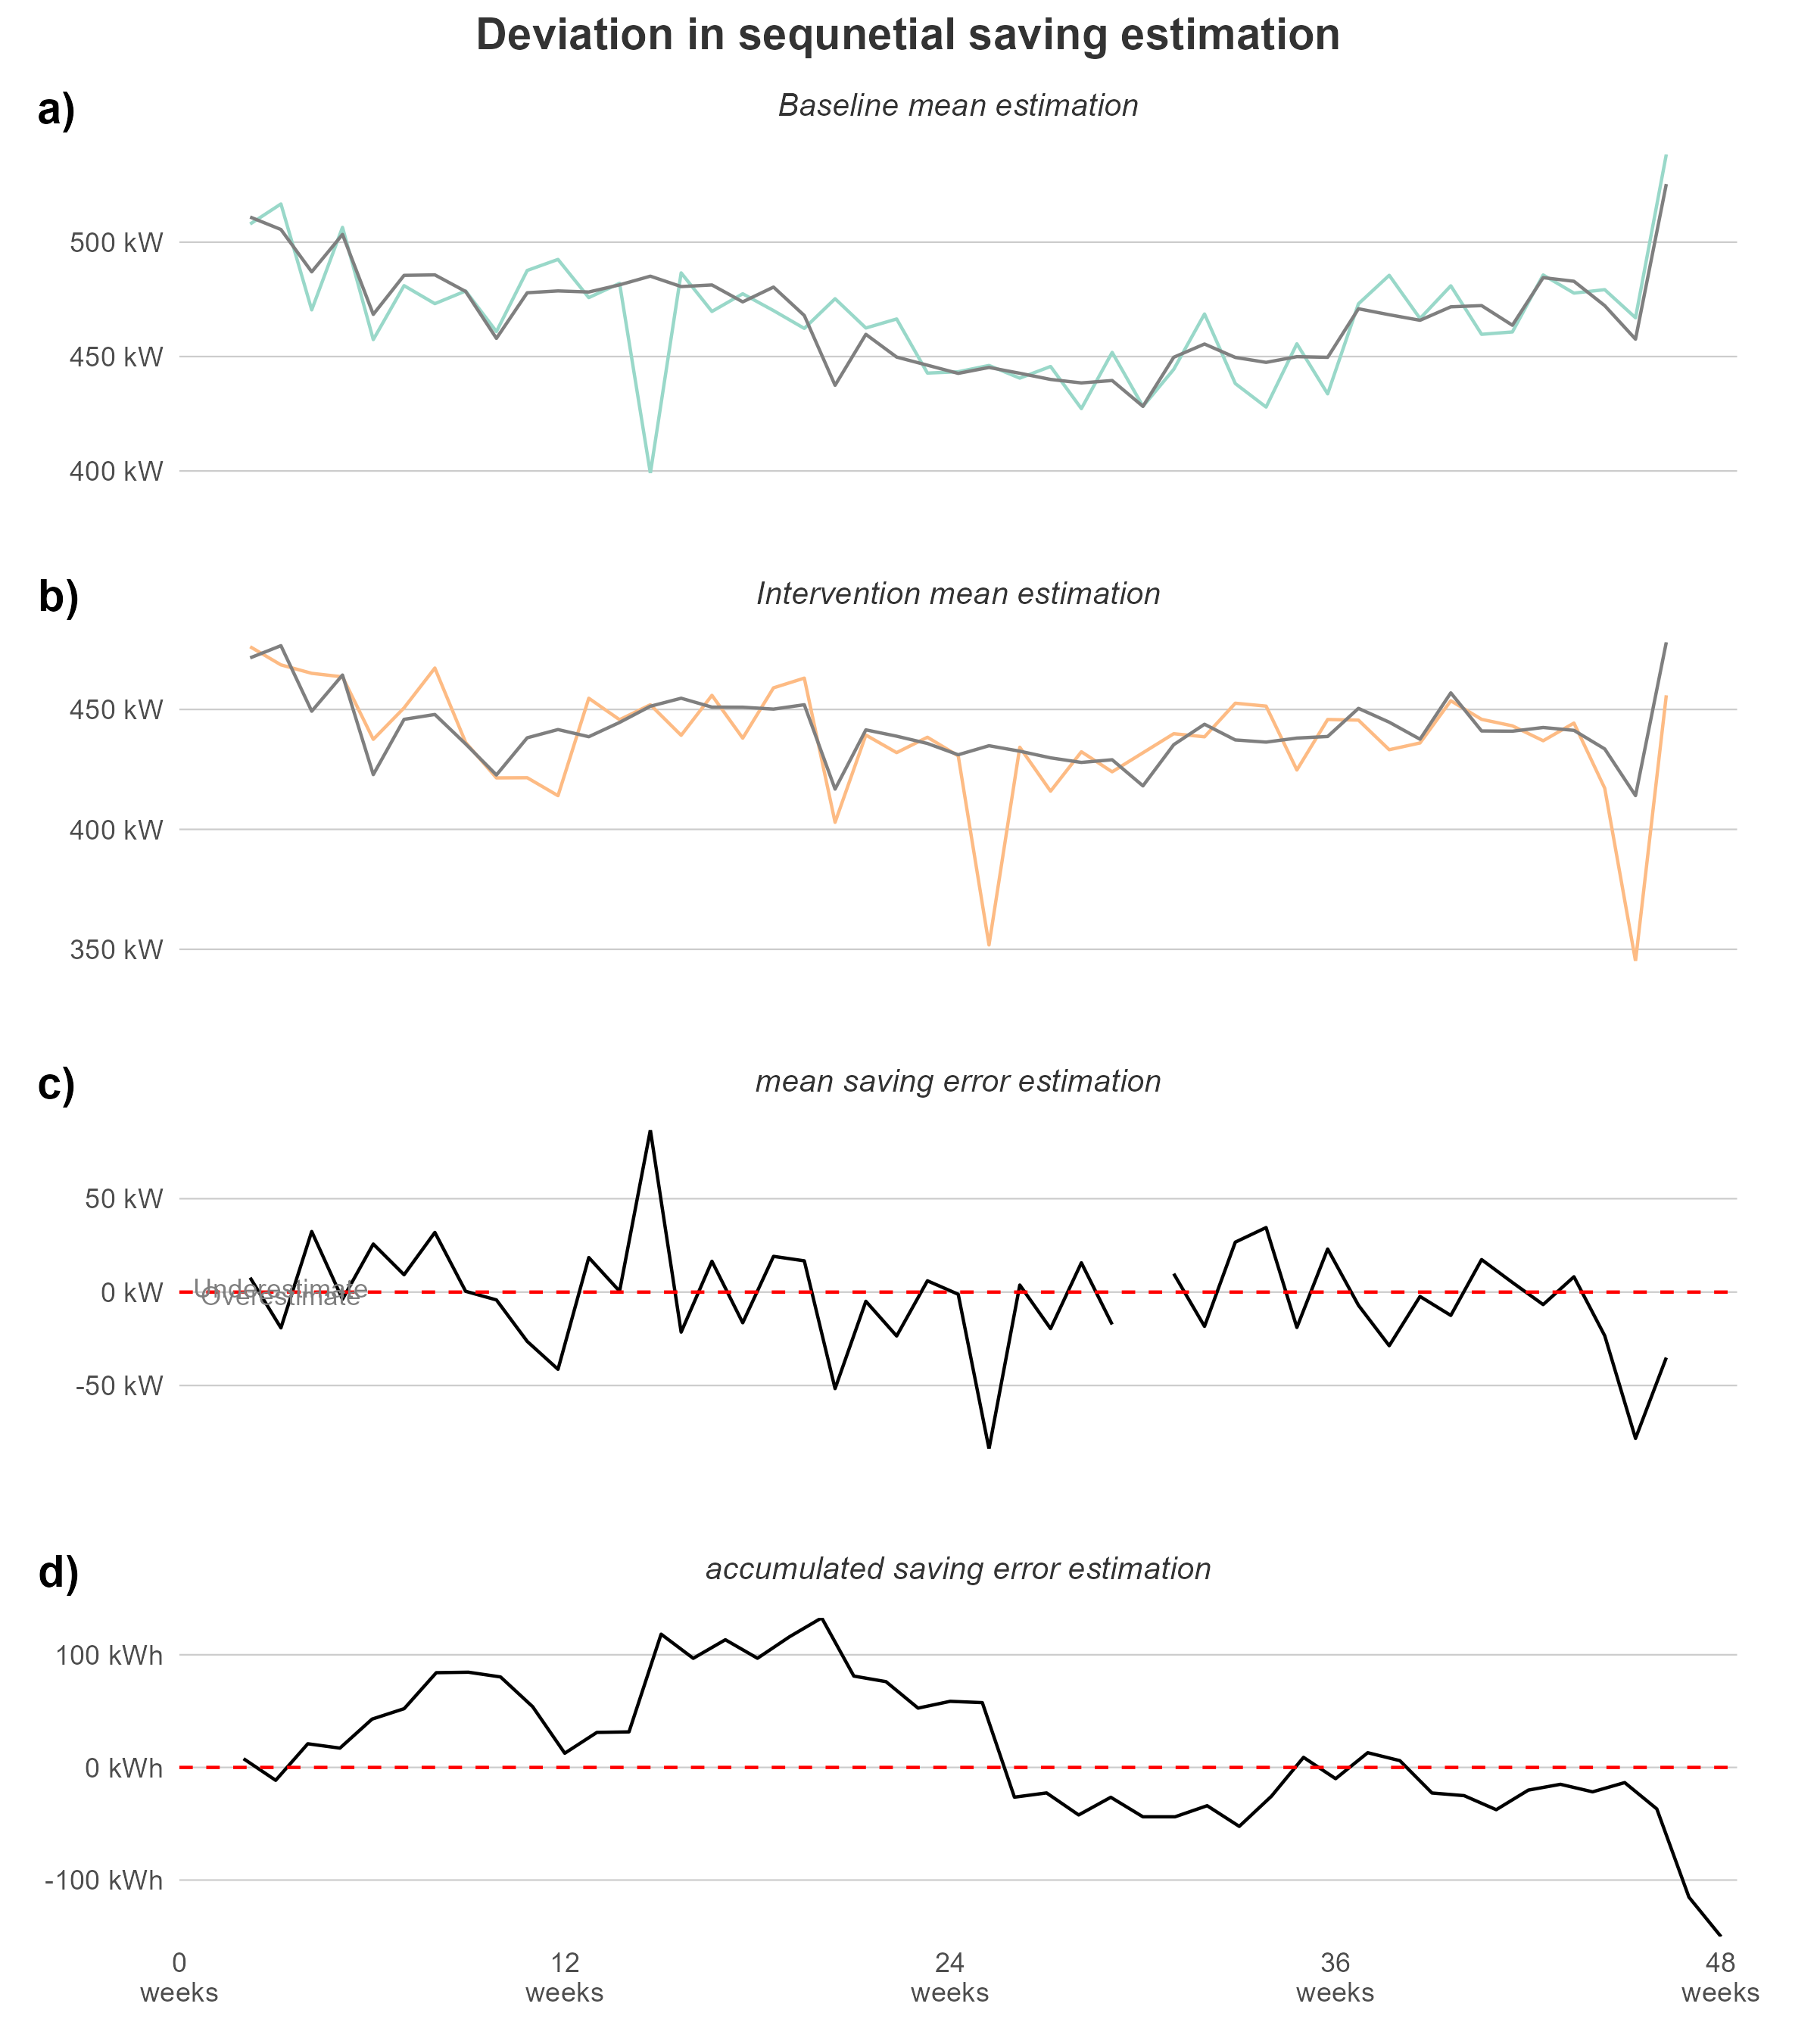 Deviation in sequnetial saving estimation
a)
Baseline mean estimation
500 kW
450 kW
400 kW
b)
Intervention mean estimation
450 kW
400 kW
350 kW
c)
mean saving error estimation
50 kW
0 kW
-50 kW
Underestimate
Overestimate
d)
accumulated saving error estimation
100 kWh
0 kWh
-100 kWh
0 12 24 36 48
weeks weeks weeks weeks weeks